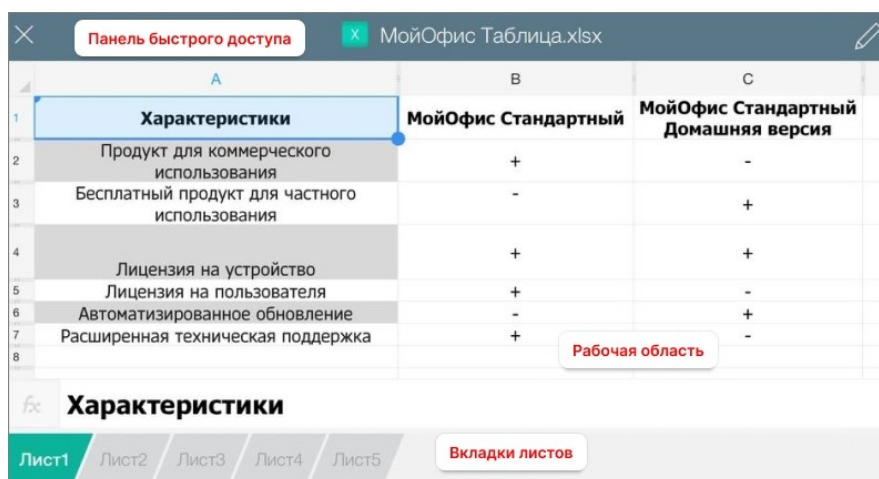 Панель быстрого доступа
X МойОфис Таблица.xlsx
A B C
1 Характеристики МойОфис Стандартный МойОфис Стандартный
Домашняя версия
2 Продукт для коммерческого
использования + -
3 Бесплатный продукт для частного
использования - +
4 Лицензия на устройство + +
5 Лицензия на пользователя + -
6 Автоматизированное обновление - +
7 Расширенная техническая поддержка + -
8
Рабочая область
fx Характеристики
Лист1 Лист2 Лист3 Лист4 Лист5
Вкладки листов